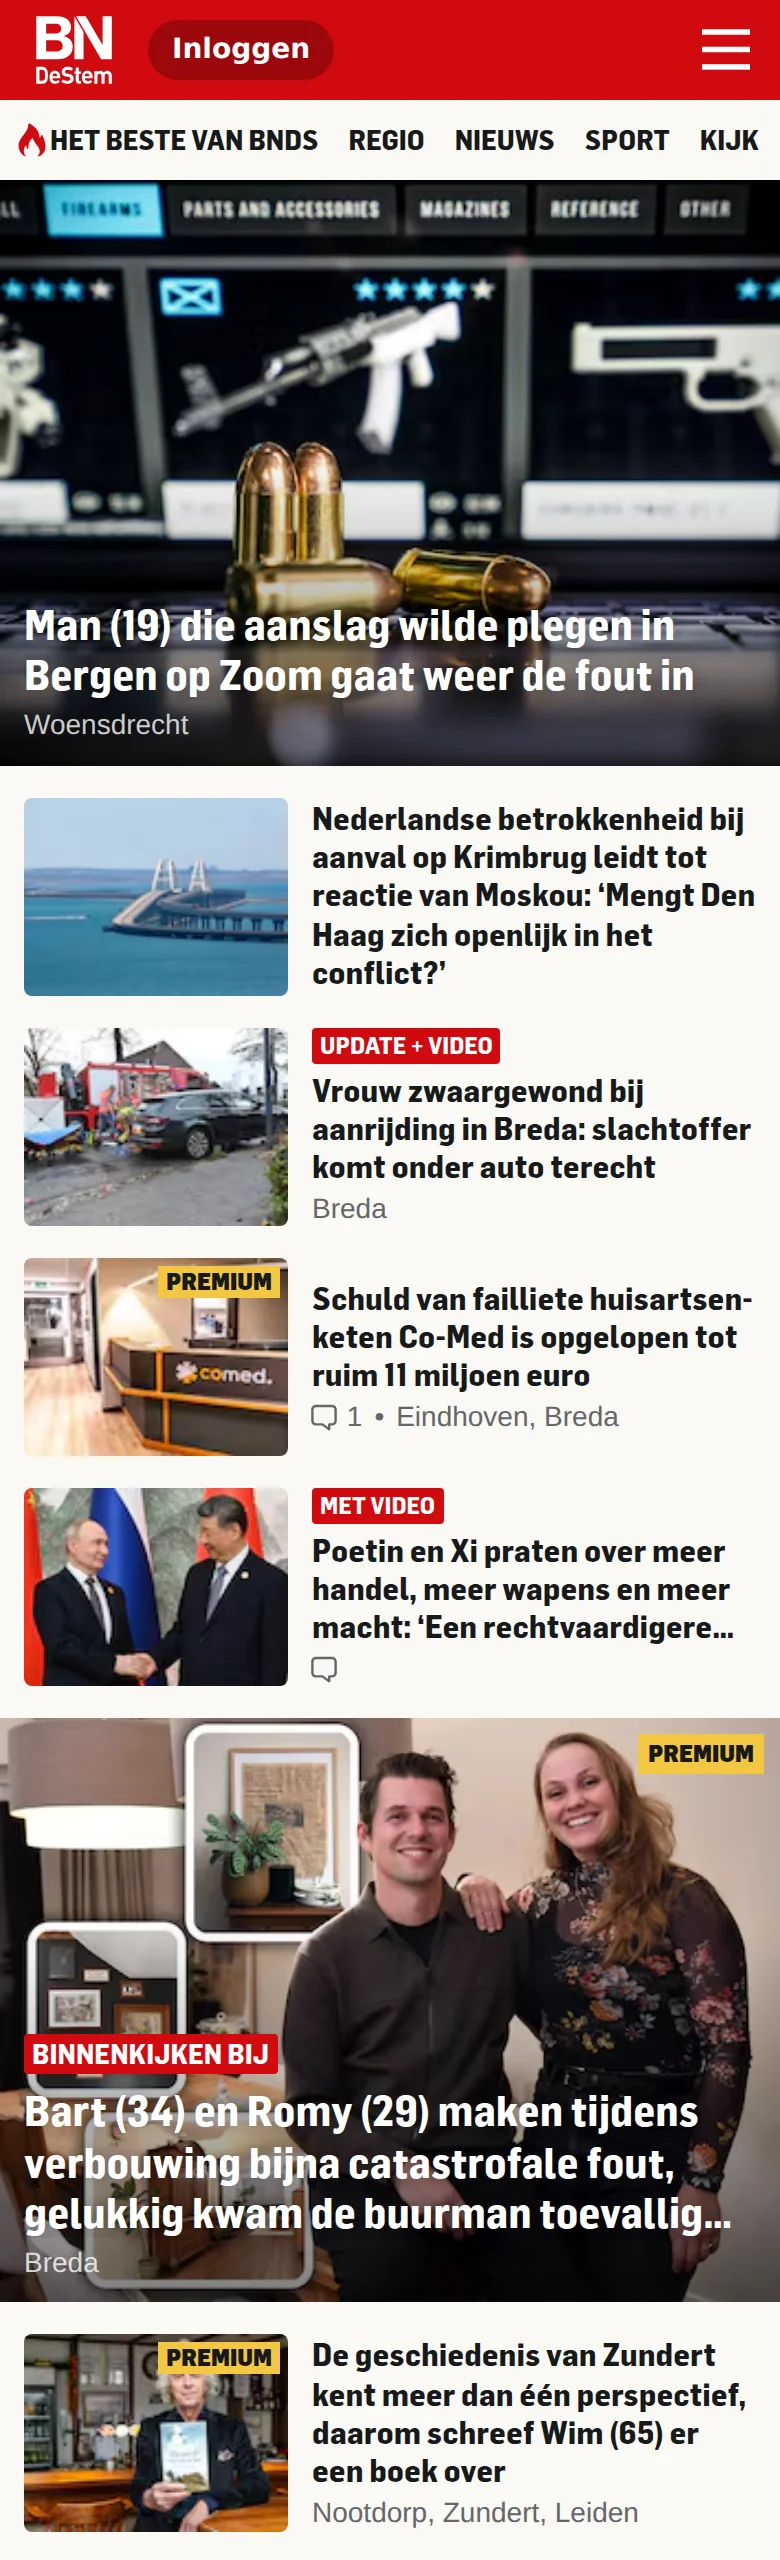 BN
DeStem
Inloggen
HET BESTE VAN BNDS REGIO NIEUWS SPORT KIJK
LL FIREARMS PARTS AND ACCESSORIES MAGAZINES REFERENCE OTHER
Man (19) die aanslag wilde plegen in
Bergen op Zoom gaat weer de fout in
Woensdrecht
Nederlandse betrokkenheid bij
aanval op Krimbrug leidt tot
reactie van Moskou: ‘Mengt Den
Haag zich openlijk in het
conflict?’
UPDATE + VIDEO
Vrouw zwaargewond bij
aanrijding in Breda: slachtoffer
komt onder auto terecht
Breda
PREMIUM
comed.
Schuld van failliete huisartsen-
keten Co-Med is opgelopen tot
ruim 11 miljoen euro
1 • Eindhoven, Breda
MET VIDEO
Poetin en Xi praten over meer
handel, meer wapens en meer
macht: ‘Een rechtvaardigere...
PREMIUM
BINNENKIJKEN BIJ
Bart (34) en Romy (29) maken tijdens
verbouwing bijna catastrofale fout,
gelukkig kwam de buurman toevallig...
Breda
PREMIUM
De geschiedenis van Zundert
kent meer dan één perspectief,
daarom schreef Wim (65) er
een boek over
Nootdorp, Zundert, Leiden